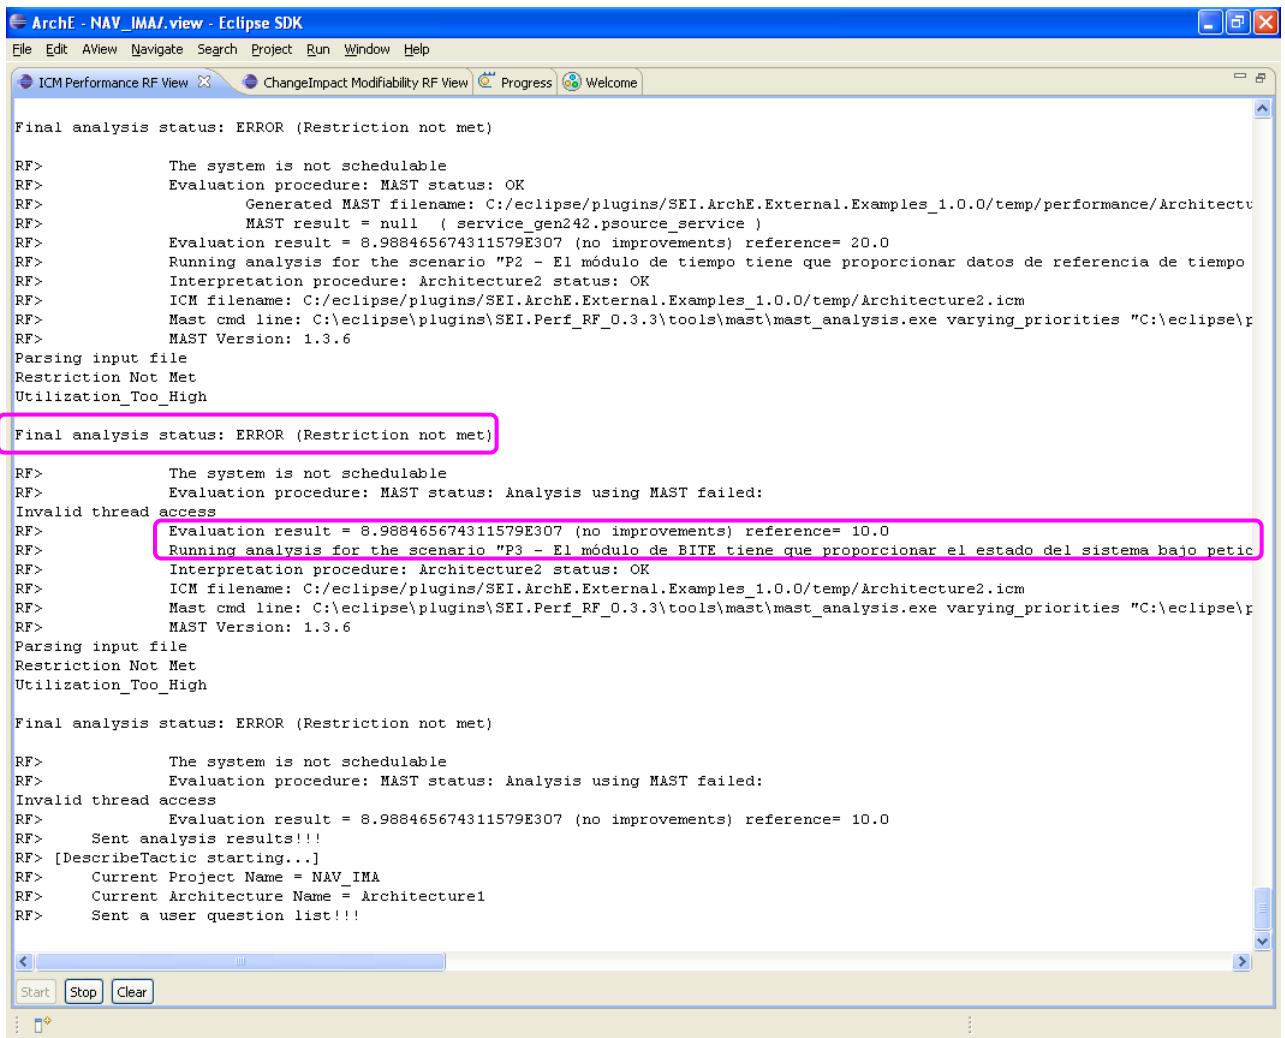 ArchE - NAV_IMA/.view - Eclipse SDK
File Edit AView Navigate Search Project Run Window Help
ICM Performance RF View ChangeImpact Modifiability RF View Progress Welcome
Final analysis status: ERROR (Restriction not met)
RF> The system is not schedulable
RF> Evaluation procedure: MAST status: OK
RF> Generated MAST filename: C:/eclipse/plugins/SEI.ArchE.External.Examples_1.0.0/temp/performance/Architectu
RF> MAST result = null ( service_gen242.psource_service )
RF> Evaluation result = 8.988465674311579E307 (no improvements) reference= 20.0
RF> Running analysis for the scenario "P2 - El módulo de tiempo tiene que proporcionar datos de referencia de tiempo
RF> Interpretation procedure: Architecture2 status: OK
RF> ICM filename: C:/eclipse/plugins/SEI.ArchE.External.Examples_1.0.0/temp/Architecture2.icm
RF> Mast cmd line: C:\eclipse\plugins\SEI.Perf_RF_0.3.3\tools\mast\mast_analysis.exe varying_priorities "C:\eclipse\p
RF> MAST Version: 1.3.6
Parsing input file
Restriction Not Met
Utilization_Too_High
Final analysis status: ERROR (Restriction not met)
RF> The system is not schedulable
RF> Evaluation procedure: MAST status: Analysis using MAST failed:
Invalid thread access
RF> Evaluation result = 8.988465674311579E307 (no improvements) reference= 10.0
RF> Running analysis for the scenario "P3 - El módulo de BITE tiene que proporcionar el estado del sistema bajo petic
RF> Interpretation procedure: Architecture2 status: OK
RF> ICM filename: C:/eclipse/plugins/SEI.ArchE.External.Examples_1.0.0/temp/Architecture2.icm
RF> Mast cmd line: C:\eclipse\plugins\SEI.Perf_RF_0.3.3\tools\mast\mast_analysis.exe varying_priorities "C:\eclipse\p
RF> MAST Version: 1.3.6
Parsing input file
Restriction Not Met
Utilization_Too_High
Final analysis status: ERROR (Restriction not met)
RF> The system is not schedulable
RF> Evaluation procedure: MAST status: Analysis using MAST failed:
Invalid thread access
RF> Evaluation result = 8.988465674311579E307 (no improvements) reference= 10.0
RF> Sent analysis results!!!
RF> [DescribeTactic starting...]
RF> Current Project Name = NAV_IMA
RF> Current Architecture Name = Architecture1
RF> Sent a user question list!!!
Start Stop Clear